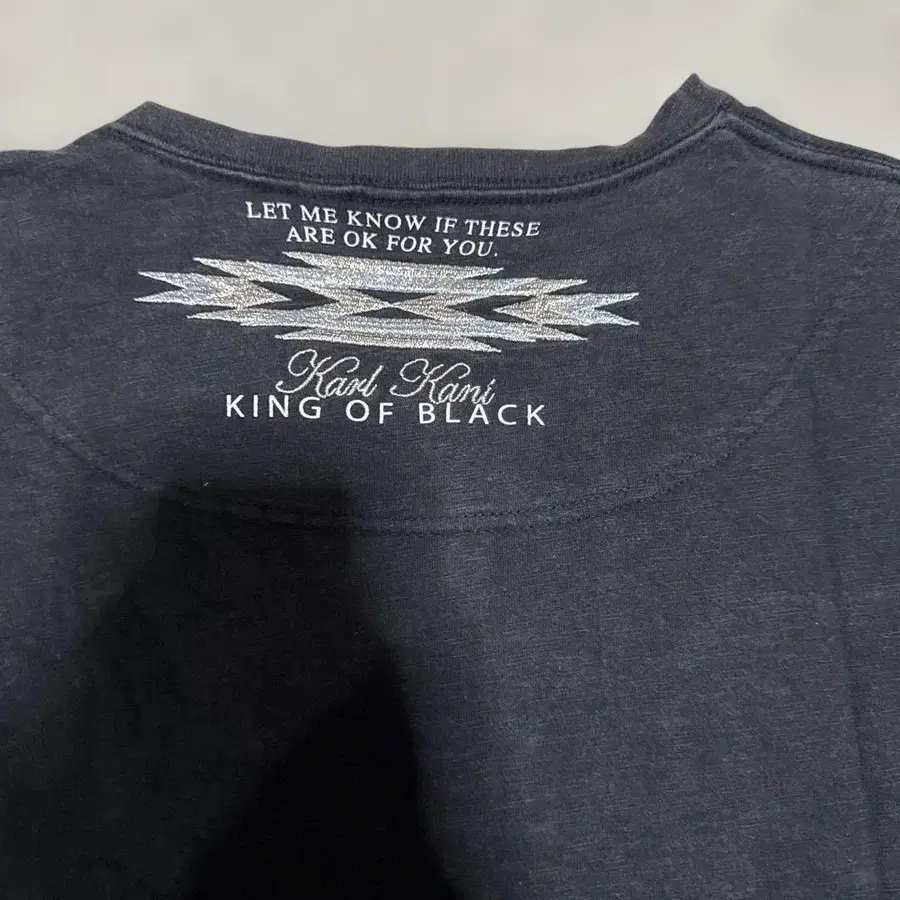 LET ME KNOW IF THESE
ARE OK FOR YOU.
Karl Kani
KING OF BLACK